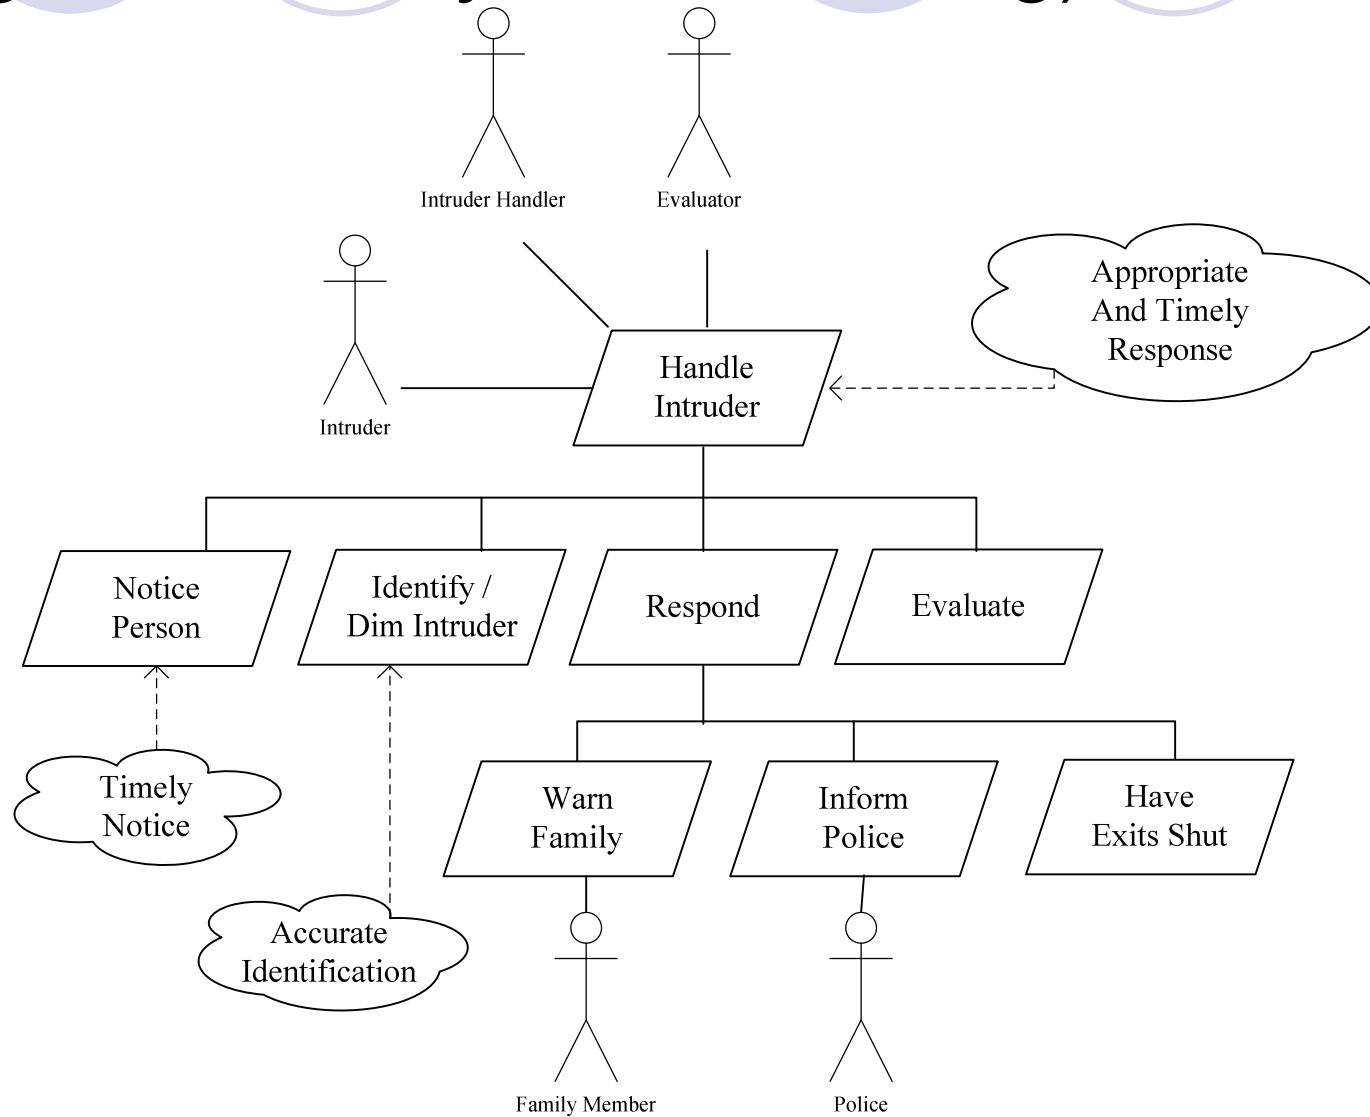 Intruder Handler
Evaluator
Intruder
Appropriate
And Timely
Response
Handle
Intruder
Notice
Person
Identify /
Dim Intruder
Respond
Evaluate
Timely
Notice
Warn
Family
Inform
Police
Have
Exits Shut
Accurate
Identification
Family Member
Police